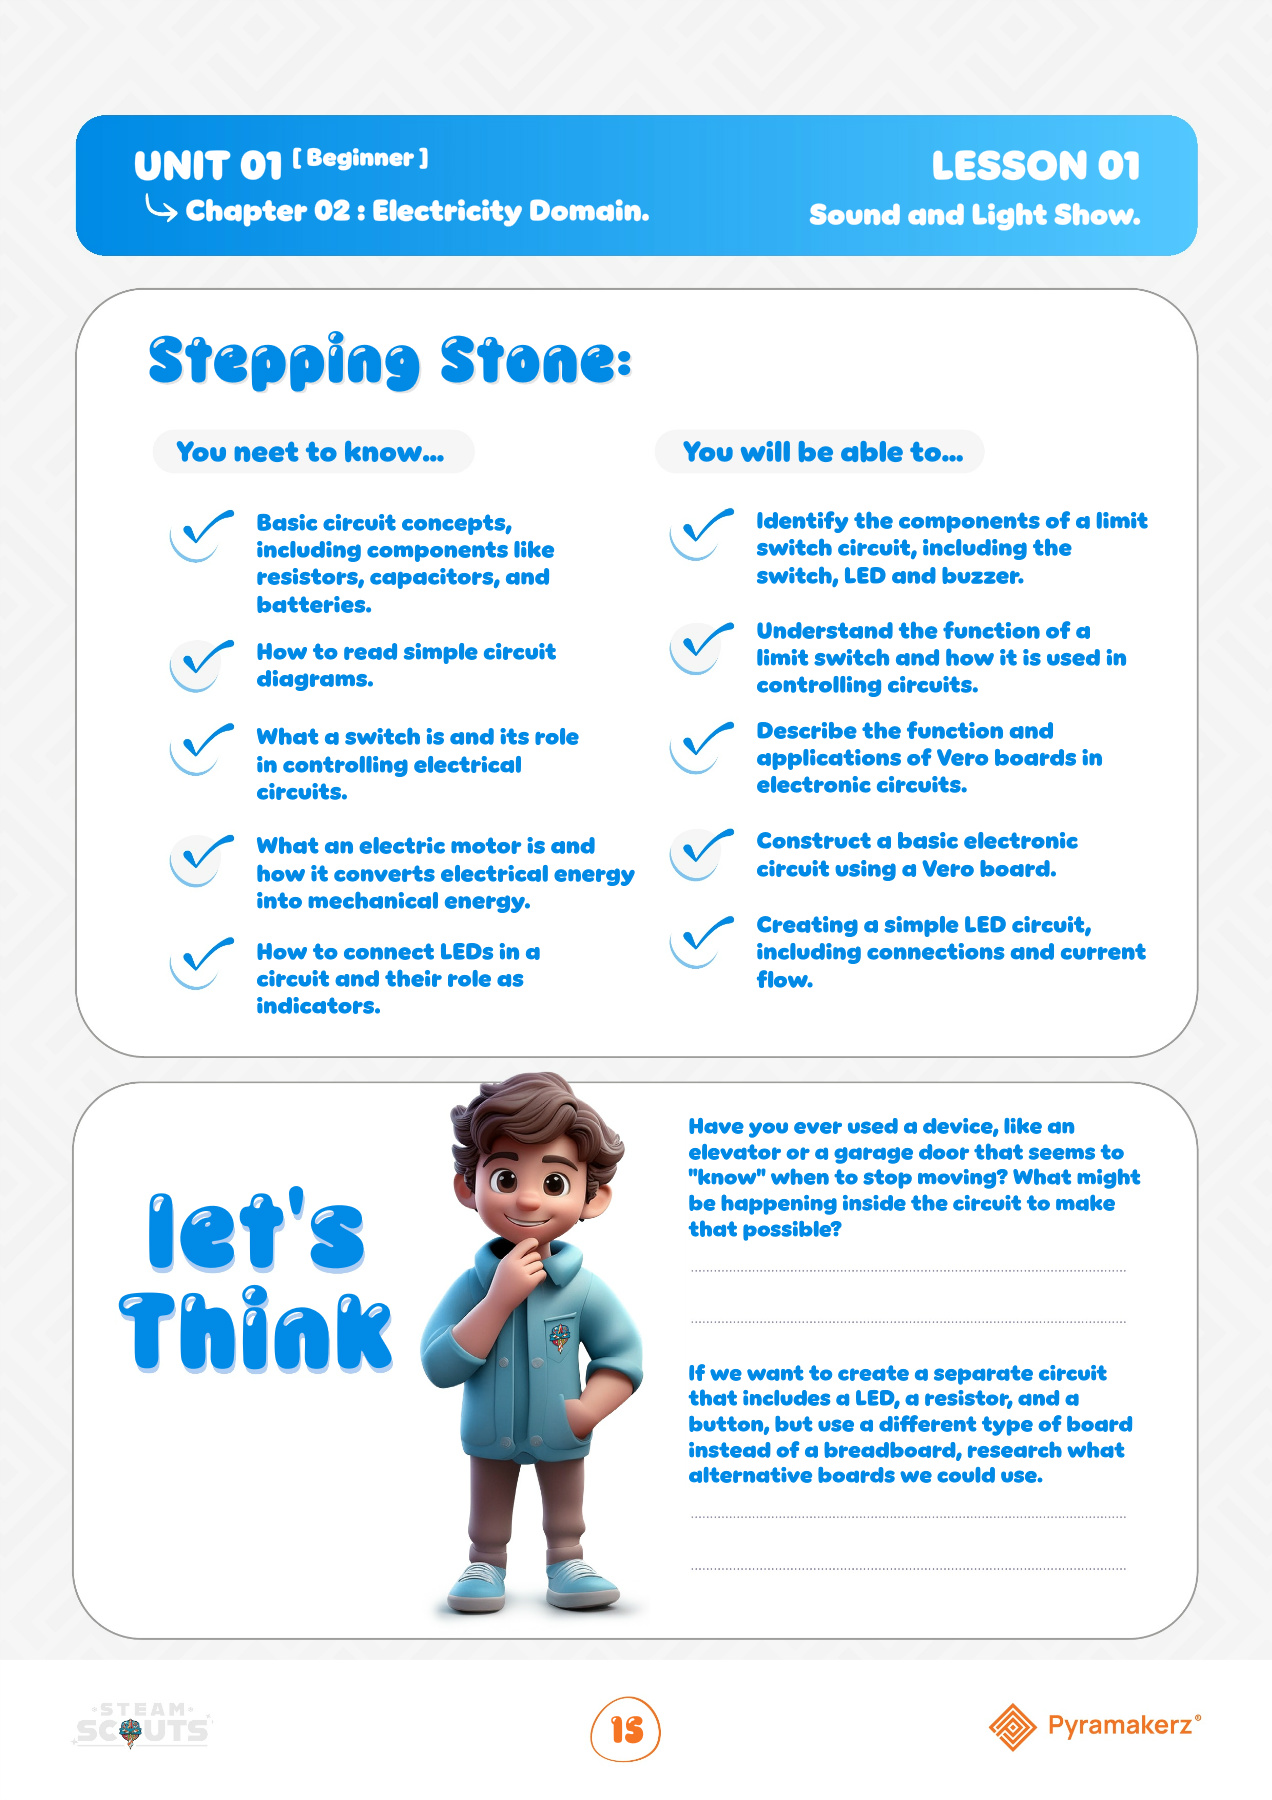 UNIT 01 [ Beginner ]
Chapter 02 : Electricity Domain.
LESSON 01
Sound and Light Show.
Stepping Stone:
You neet to know...
Basic circuit concepts,
including components like
resistors, capacitors, and
batteries.
How to read simple circuit
diagrams.
What a switch is and its role
in controlling electrical
circuits.
What an electric motor is and
how it converts electrical energy
into mechanical energy.
How to connect LEDs in a
circuit and their role as
indicators.
You will be able to...
Identify the components of a limit
switch circuit, including the
switch, LED and buzzer.
Understand the function of a
limit switch and how it is used in
controlling circuits.
Describe the function and
applications of Vero boards in
electronic circuits.
Construct a basic electronic
circuit using a Vero board.
Creating a simple LED circuit,
including connections and current
flow.
let's
Think
Have you ever used a device, like an
elevator or a garage door that seems to
"know" when to stop moving? What might
be happening inside the circuit to make
that possible?
If we want to create a separate circuit
that includes a LED, a resistor, and a
button, but use a different type of board
instead of a breadboard, research what
alternative boards we could use.
STEAM
SCOUTS
15
Pyramakerz®